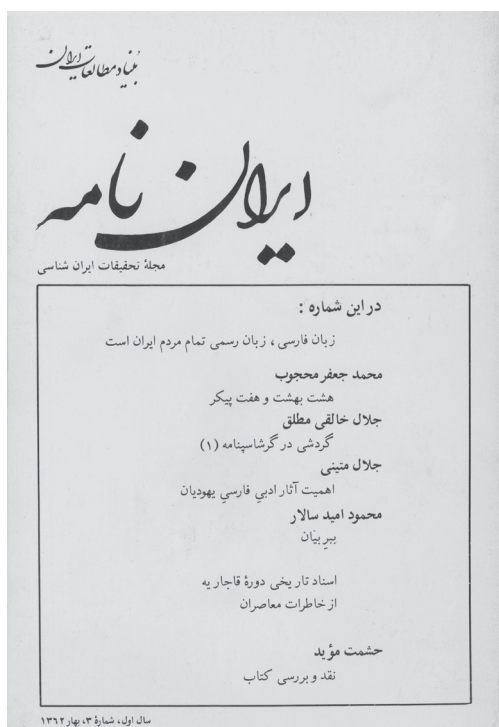 بنیاد مطالعات ایران
ایران نامه
مجلهٔ تحقیقات ایران شناسی
در این شماره :
زبان فارسی ، زبان رسمی تمام مردم ایران است
محمد جعفر محجوب
هشت بهشت و هفت پیکر
جلال خالقی مطلق
گردشی در گرشاسپنامه (۱)
جلال متینی
اهمیت آثار ادبیِ فارسیِ یهودیان
محمود امید سالار
ببرِ بیَان
اسناد تاریخی دورهٔ قاجاریه
از خاطرات معاصران
حشمت مؤید
نقد و بررسی کتاب
سال اول، شمارهٔ ۳، بهار ۱۳۶۲